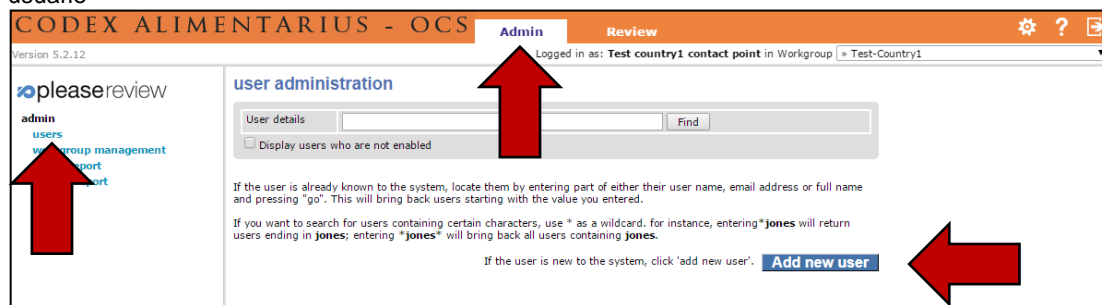 usuario
CODEX ALIMENTARIUS - OCS
Admin
Review
?
Version 5.2.12
Logged in as: Test country1 contact point in Workgroup » Test-Country1
pleasereview
admin
users
group management
port
port
user administration
User details
Find
Display users who are not enabled
If the user is already known to the system, locate them by entering part of either their user name, email address or full name
and pressing "go". This will bring back users starting with the value you entered.
If you want to search for users containing certain characters, use * as a wildcard. for instance, entering*jones will return
users ending in jones; entering *jones* will bring back all users containing jones.
If the user is new to the system, click 'add new user'. Add new user